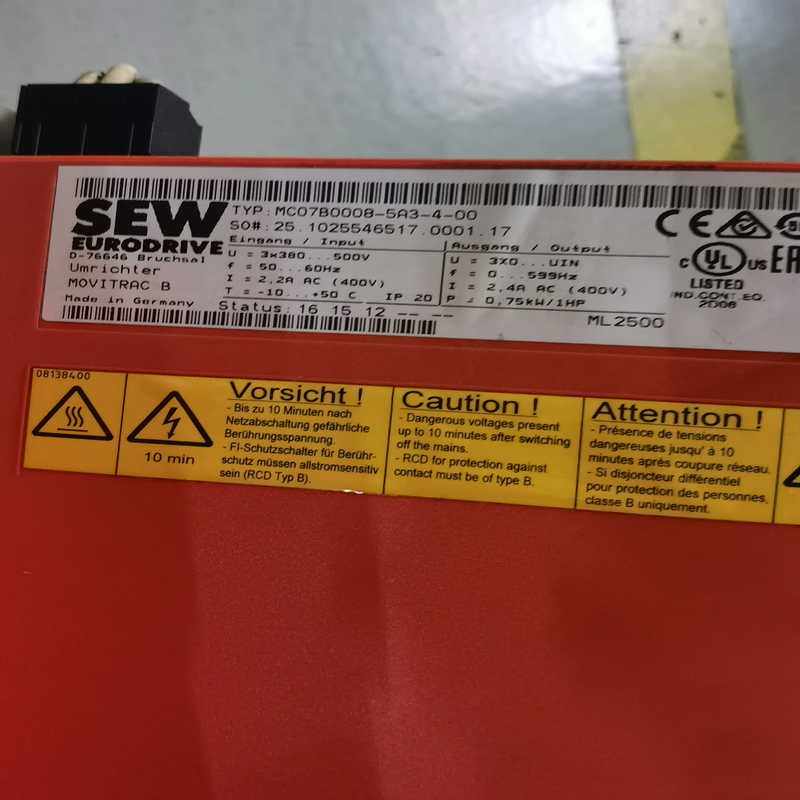 SEW
EURODRIVE
D-76646 Bruchsal
Umrichter
MOVITRAC B
Made in Germany
TYP: MC07B0008-5A3-4-00
SO#: 25.1025546517.0001.17
Eingang / Input
U = 3x380...500V
f = 50...60Hz
I = 2,2A AC (400V)
T = -10...+50 C IP 20
Status: 16 15 12 -- --
Ausgang / Output
U = 3X0...UIN
f = 0...599Hz
I = 2,4A AC (400V)
P = 0,75kW/1HP
ML2500
CE
C UL US
LISTED
IND.CONT.EQ.
2D06
08138400
10 min
Vorsicht !
- Bis zu 10 Minuten nach
Netzabschaltung gefährliche
Berührungsspannung.
- FI-Schutzschalter für Berühr-
schutz müssen allstromsensitiv
sein (RCD Typ B).
Caution !
- Dangerous voltages present
up to 10 minutes after switching
off the mains.
- RCD for protection against
contact must be of type B.
Attention !
- Présence de tensions
dangereuses jusqu' à 10
minutes aprés coupure réseau.
- Si disjoncteur différentiel
pour protection des personnes,
classe B uniquement.